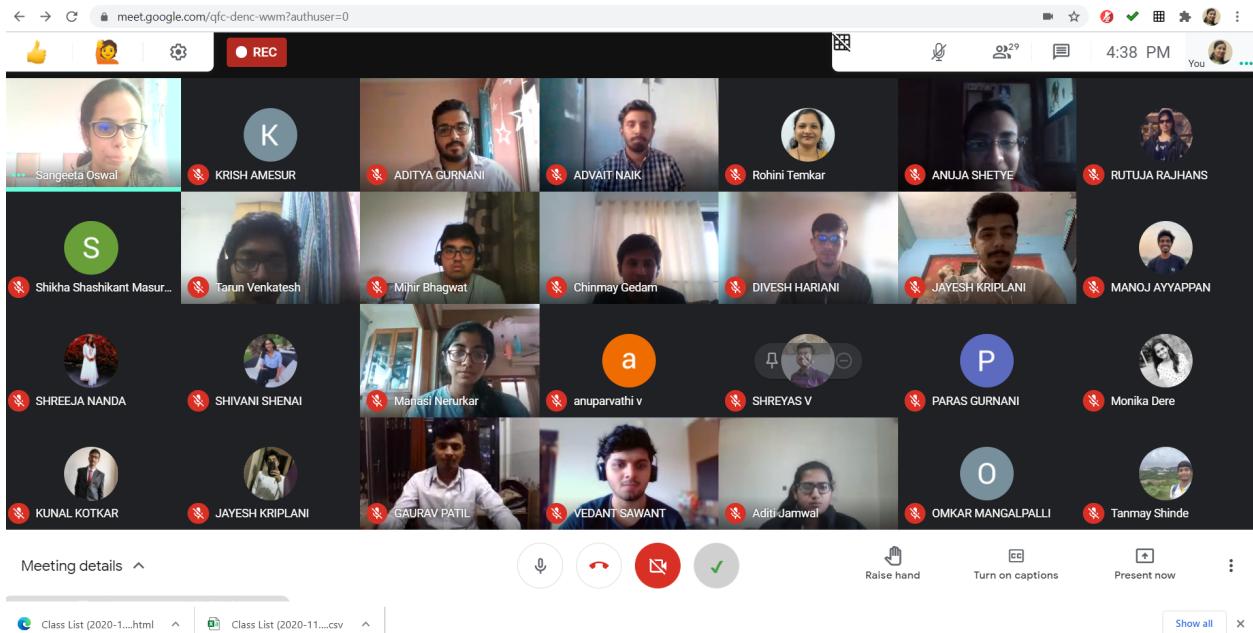 meet.google.com/qfc-denc-wwm?authuser=0
REC
29
4:38 PM
You
Sangeeta Oswal
K
KRISH AMESUR
ADITYA GURNANI
ADVAIT NAIK
Rohini Temkar
ANUJA SHETYE
RUTUJA RAJHANS
S
Shikha Shashikant Masur...
Tarun Venkatesh
Mihir Bhagwat
Chinmay Gedam
DIVESH HARIANI
JAYESH KRIPLANI
MANOJ AYYAPPAN
SHREEJA NANDA
SHIVANI SHENAI
Manasi Nerurkar
a
anuparvathi v
SHREYAS V
P
PARAS GURNANI
Monika Dere
KUNAL KOTKAR
JAYESH KRIPLANI
GAURAV PATIL
VEDANT SAWANT
Aditi Jamwal
O
OMKAR MANGALPALLI
Tanmay Shinde
Meeting details
Raise hand
CC
Turn on captions
Present now
Class List (2020-1....html
Class List (2020-11....csv
Show all